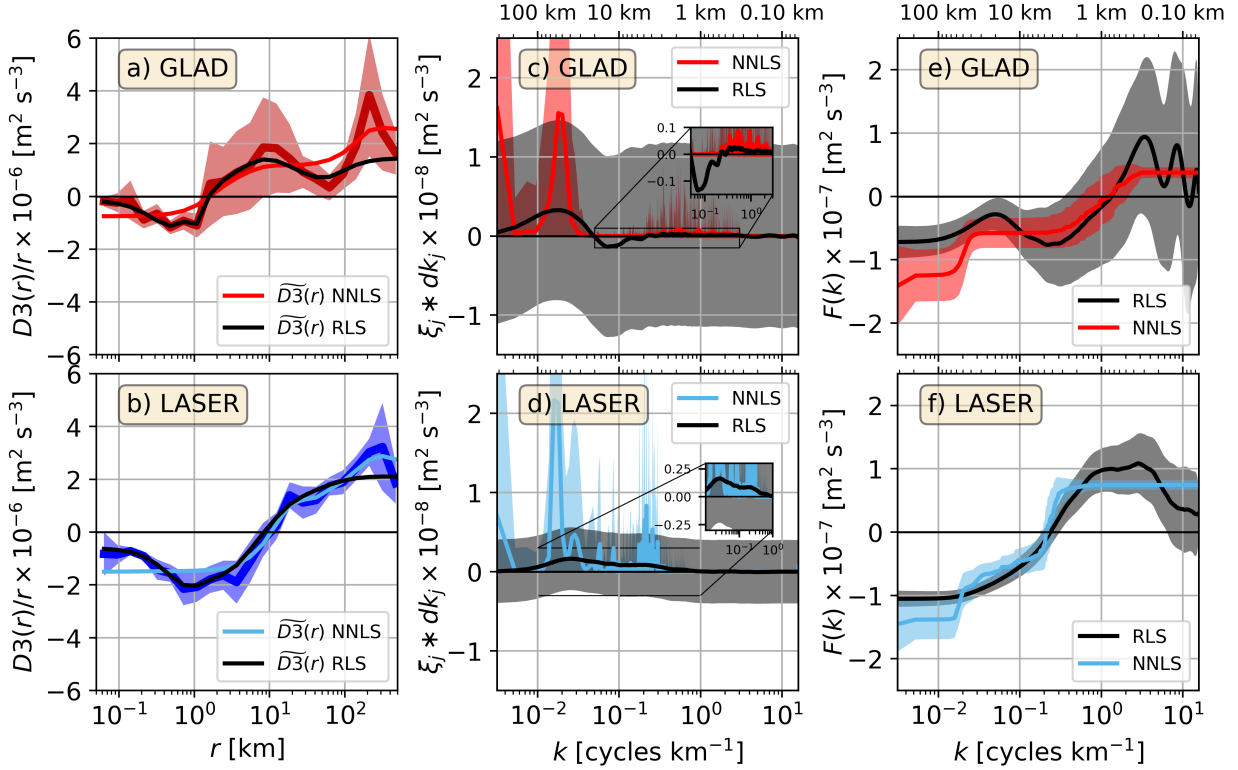 100 km 10 km 1 km 0.10 km
100 km 10 km 1 km 0.10 km
a) GLAD
D3(r)/r × 10⁻⁶ [m² s⁻³]
6
4
2
0
−2
−4
−6
D͂3(r) NNLS
D͂3(r) RLS
c) GLAD
ξⱼ ∗ dkⱼ × 10⁻⁸ [m² s⁻³]
2
1
0
−1
NNLS
RLS
0.1
0.0
−0.1
10⁻¹ 10⁰
e) GLAD
F(k) × 10⁻⁷ [m² s⁻³]
2
1
0
−1
−2
RLS
NNLS
b) LASER
D3(r)/r × 10⁻⁶ [m² s⁻³]
6
4
2
0
−2
−4
−6
D͂3(r) NNLS
D͂3(r) RLS
10⁻¹ 10⁰ 10¹ 10²
r [km]
d) LASER
ξⱼ ∗ dkⱼ × 10⁻⁸ [m² s⁻³]
2
1
0
−1
NNLS
RLS
0.25
0.00
−0.25
10⁻¹ 10⁰
10⁻² 10⁻¹ 10⁰ 10¹
k [cycles km⁻¹]
f) LASER
F(k) × 10⁻⁷ [m² s⁻³]
2
1
0
−1
−2
RLS
NNLS
10⁻² 10⁻¹ 10⁰ 10¹
k [cycles km⁻¹]